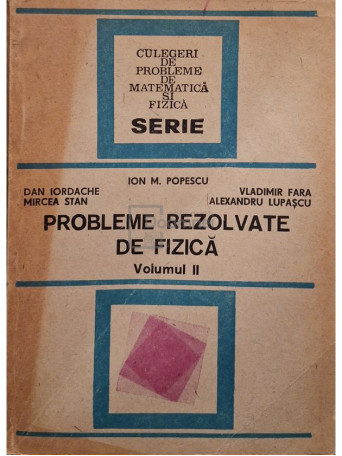 CULEGERI
DE
PROBLEME
DE
MATEMATICĂ
ȘI
FIZICĂ
SERIE
ION M. POPESCU
DAN IORDACHE VLADIMIR FARA
MIRCEA STAN ALEXANDRU LUPAȘCU
PROBLEME REZOLVATE
DE FIZICĂ
Volumul II